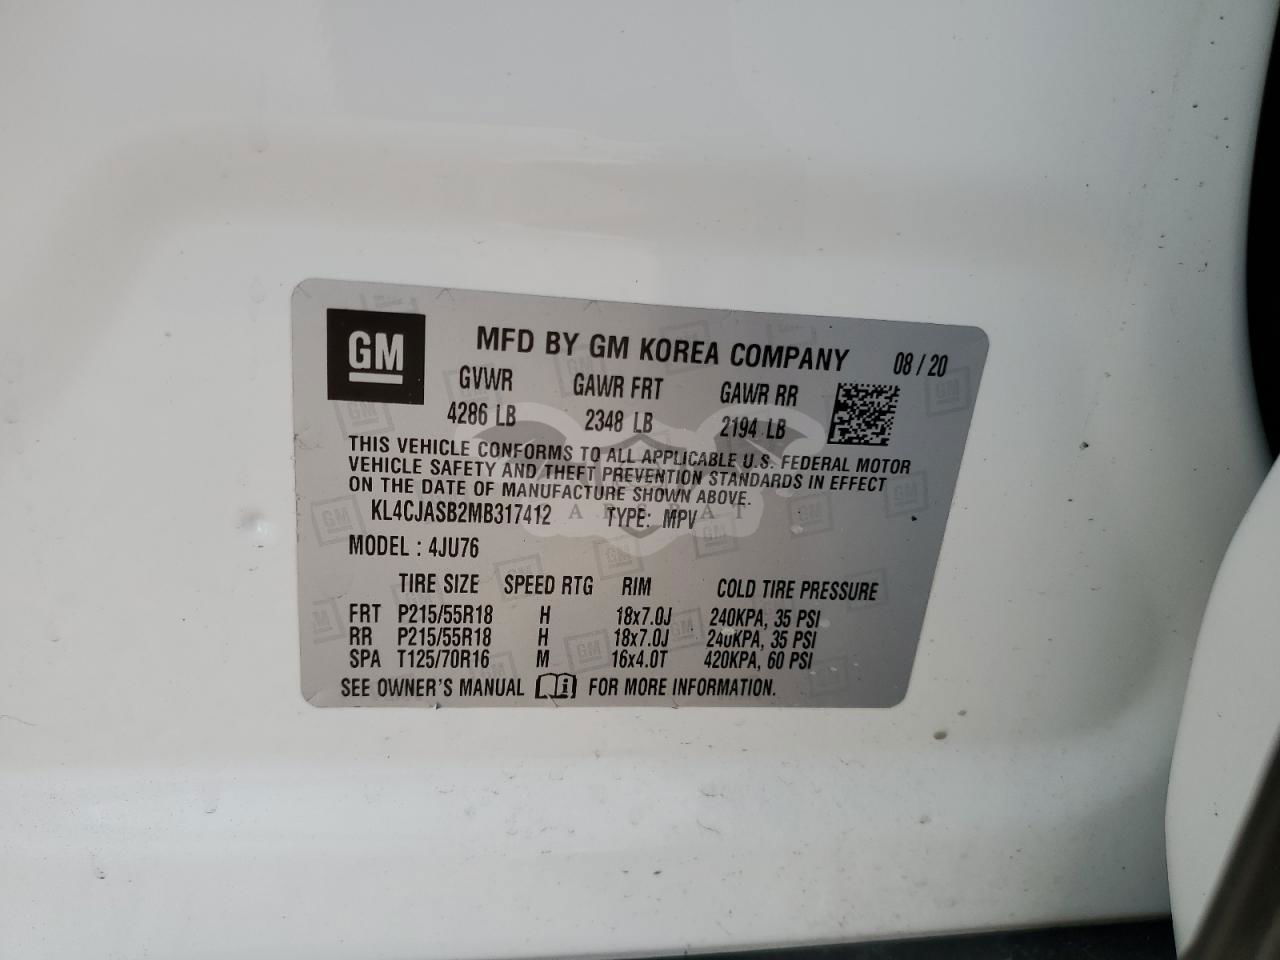 GM
MFD BY GM KOREA COMPANY 08 / 20
GVWR GAWR FRT GAWR RR
4286 LB 2348 LB 2194 LB
THIS VEHICLE CONFORMS TO ALL APPLICABLE U.S. FEDERAL MOTOR
VEHICLE SAFETY AND THEFT PREVENTION STANDARDS IN EFFECT
ON THE DATE OF MANUFACTURE SHOWN ABOVE.
KL4CJASB2MB317412 TYPE: MPV
MODEL : 4JU76
TIRE SIZE SPEED RTG RIM COLD TIRE PRESSURE
FRT P215/55R18 H 18x7.0J 240KPA, 35 PSI
RR P215/55R18 H 18x7.0J 240KPA, 35 PSI
SPA T125/70R16 M 16x4.0T 420KPA, 60 PSI
SEE OWNER'S MANUAL i FOR MORE INFORMATION.